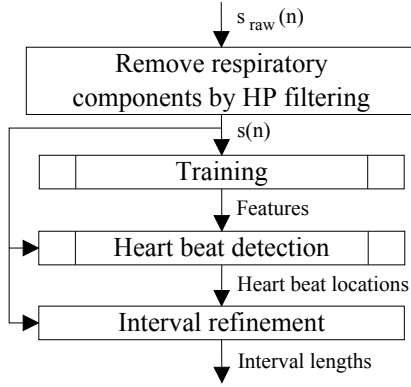 s raw(n)
Remove respiratory
components by HP filtering
s(n)
Training
Features
Heart beat detection
Heart beat locations
Interval refinement
Interval lengths